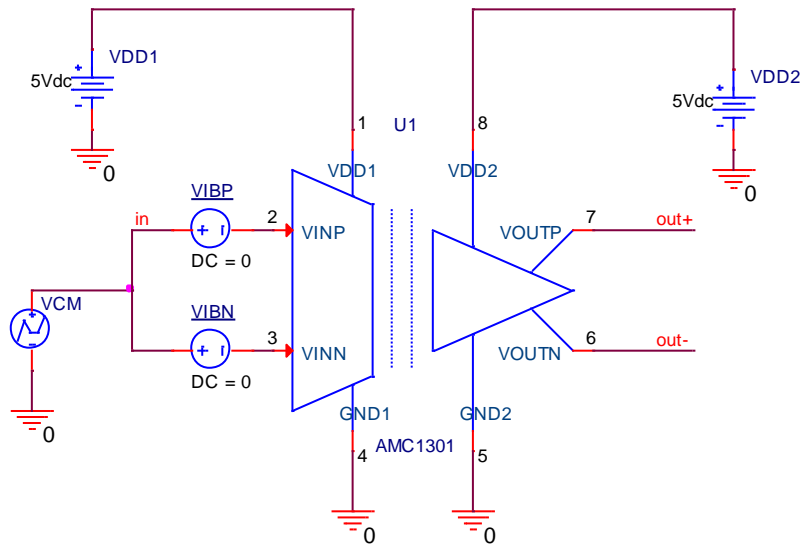 VDD1
5Vdc
0
VDD2
5Vdc
0
1
U1
8
VDD1
VDD2
in
VIBP
DC = 0
2
VINP
VOUTP
7
out+
VCM
0
VIBN
DC = 0
3
VINN
VOUTN
6
out-
GND1
GND2
4
AMC1301
5
0
0